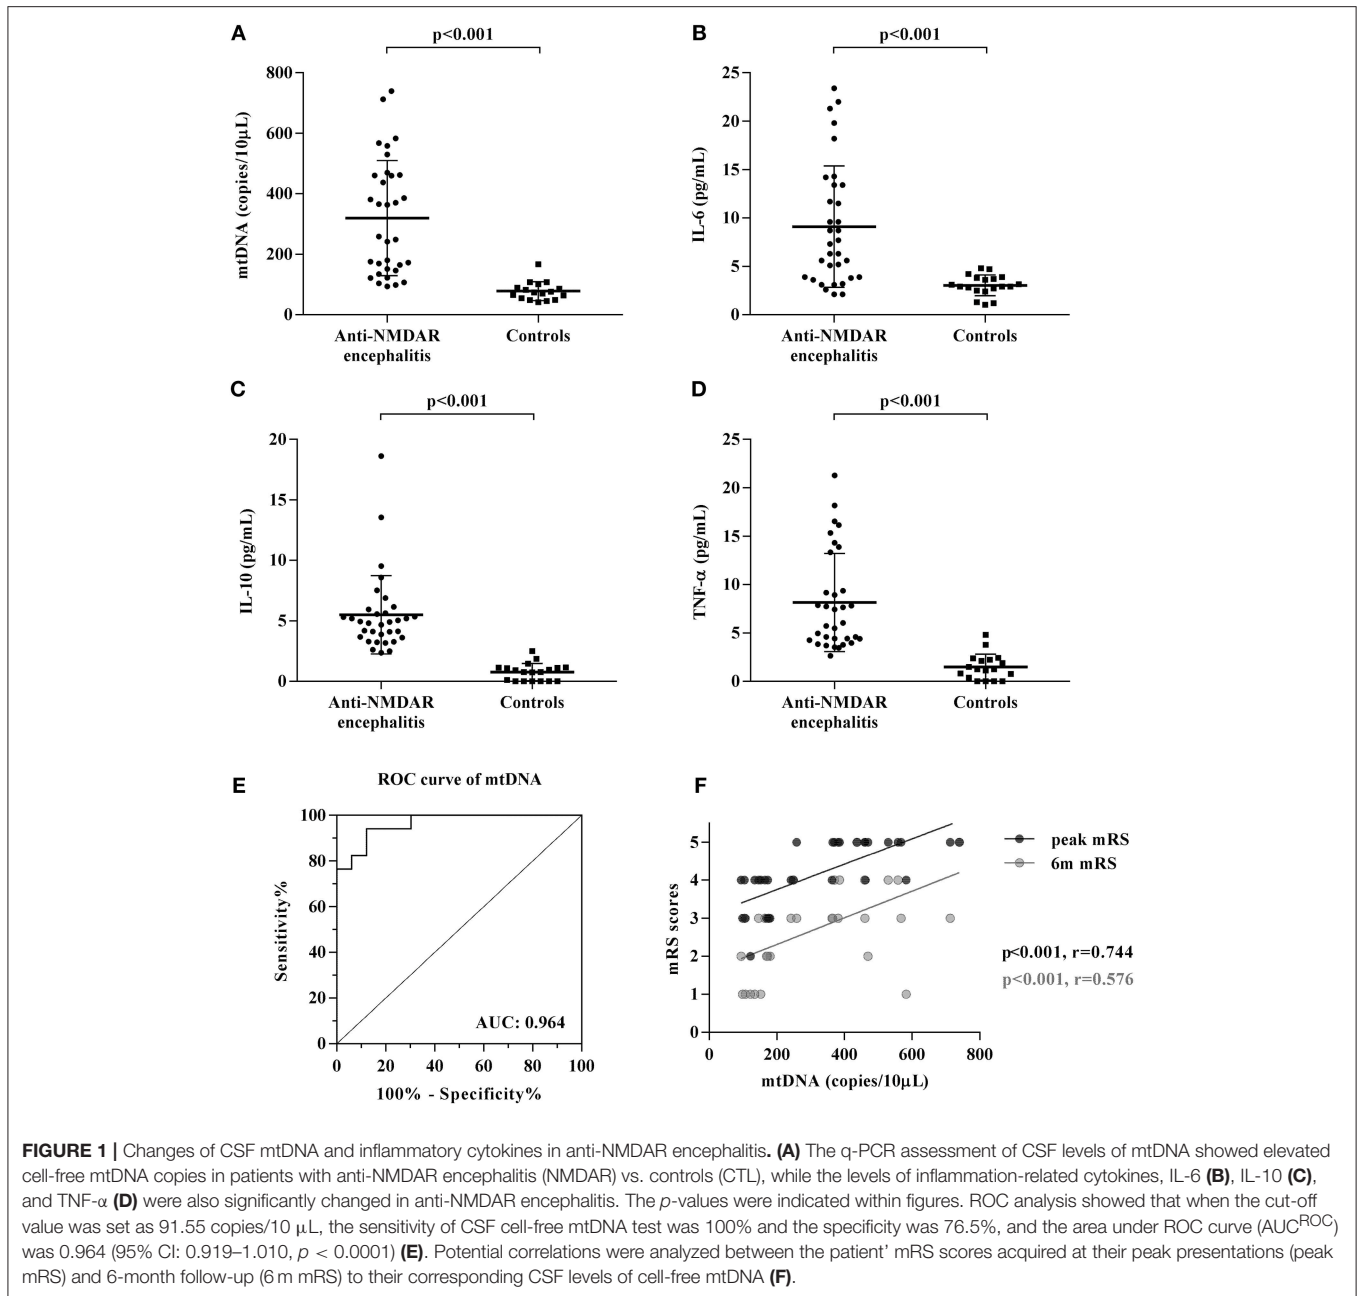 A
p<0.001
mtDNA (copies/10μL)
800
600
400
200
0
Anti-NMDAR
encephalitis
Controls
B
p<0.001
IL-6 (pg/mL)
25
20
15
10
5
0
Anti-NMDAR
encephalitis
Controls
C
p<0.001
IL-10 (pg/mL)
20
15
10
5
0
Anti-NMDAR
encephalitis
Controls
D
p<0.001
TNF-α (pg/mL)
25
20
15
10
5
0
Anti-NMDAR
encephalitis
Controls
E
ROC curve of mtDNA
Sensitivity%
100
80
60
40
20
0
AUC: 0.964
0 20 40 60 80 100
100% - Specificity%
F
mRS scores
5
4
3
2
1
0
0 200 400 600 800
mtDNA (copies/10μL)
peak mRS
6m mRS
p<0.001, r=0.744
p<0.001, r=0.576
FIGURE 1 | Changes of CSF mtDNA and inflammatory cytokines in anti-NMDAR encephalitis. (A) The q-PCR assessment of CSF levels of mtDNA showed elevated
cell-free mtDNA copies in patients with anti-NMDAR encephalitis (NMDAR) vs. controls (CTL), while the levels of inflammation-related cytokines, IL-6 (B), IL-10 (C),
and TNF-α (D) were also significantly changed in anti-NMDAR encephalitis. The p-values were indicated within figures. ROC analysis showed that when the cut-off
value was set as 91.55 copies/10 μL, the sensitivity of CSF cell-free mtDNA test was 100% and the specificity was 76.5%, and the area under ROC curve (AUC^ROC)
was 0.964 (95% CI: 0.919–1.010, p < 0.0001) (E). Potential correlations were analyzed between the patient' mRS scores acquired at their peak presentations (peak
mRS) and 6-month follow-up (6 m mRS) to their corresponding CSF levels of cell-free mtDNA (F).